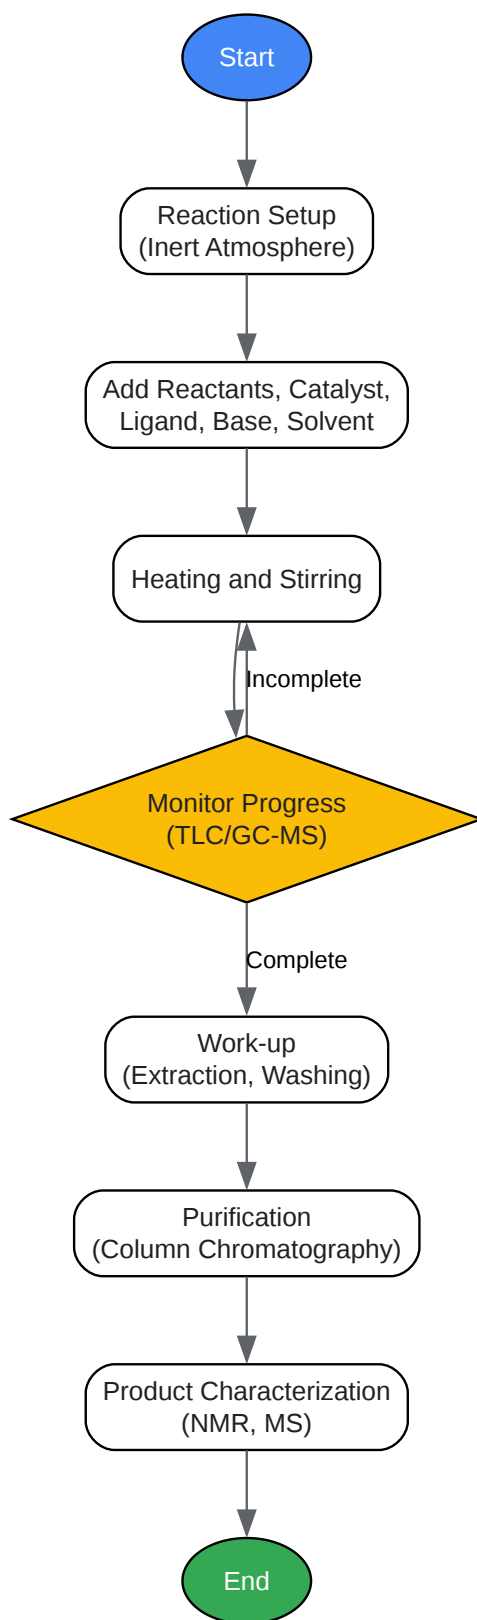 Start
Reaction Setup
(Inert Atmosphere)
Add Reactants, Catalyst,
Ligand, Base, Solvent
Heating and Stirring
Incomplete
Monitor Progress
(TLC/GC-MS)
Complete
Work-up
(Extraction, Washing)
Purification
(Column Chromatography)
Product Characterization
(NMR, MS)
End